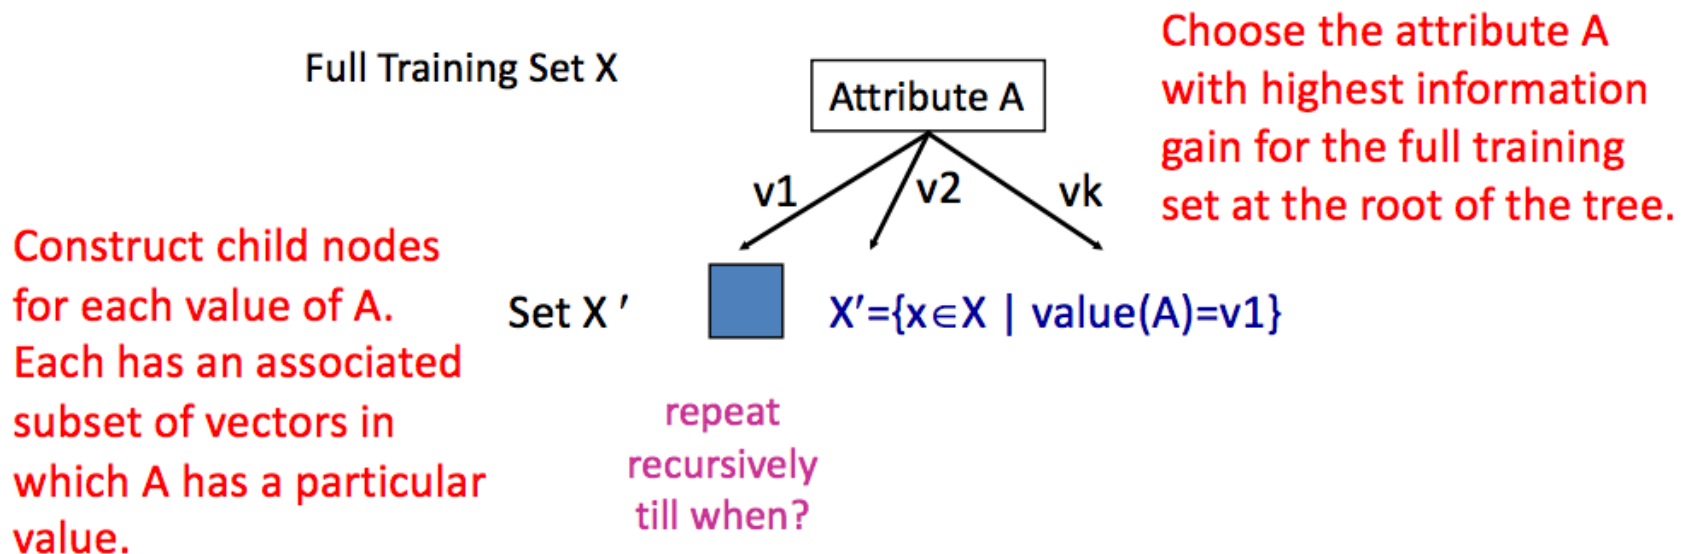 Full Training Set X
Attribute A
Choose the attribute A
with highest information
gain for the full training
set at the root of the tree.
v1
v2
vk
Construct child nodes
for each value of A.
Each has an associated
subset of vectors in
which A has a particular
value.
Set X ′
X′={x∈X | value(A)=v1}
repeat
recursively
till when?